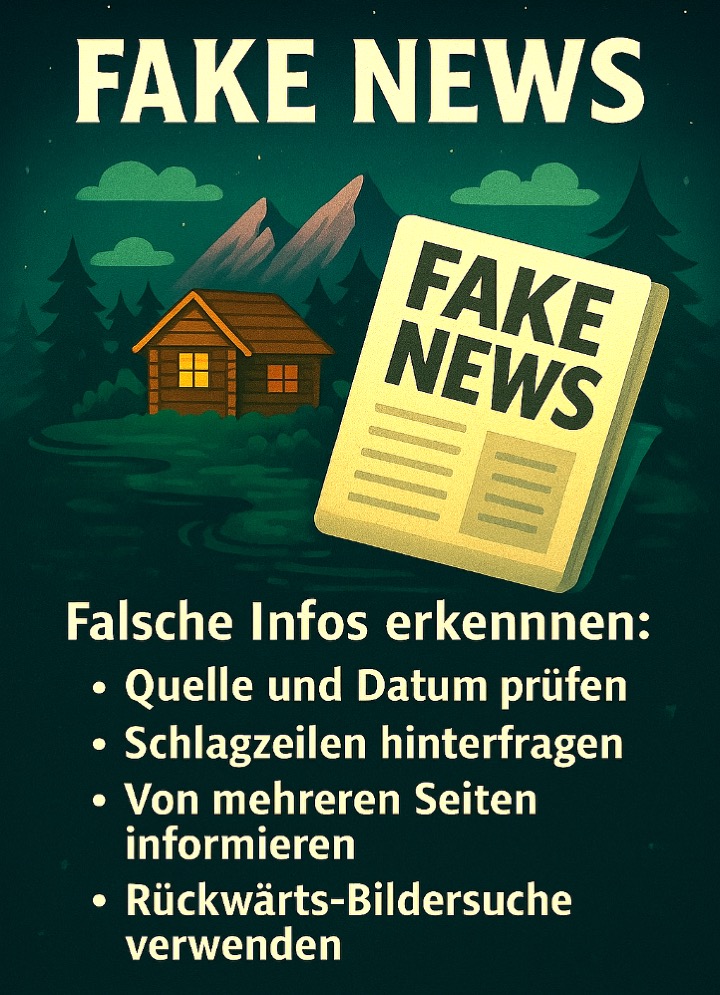 FAKE NEWS
FAKE
NEWS
Falsche Infos erkennnen:
• Quelle und Datum prüfen
• Schlagzeilen hinterfragen
• Von mehreren Seiten
informieren
• Rückwärts-Bildersuche
verwenden